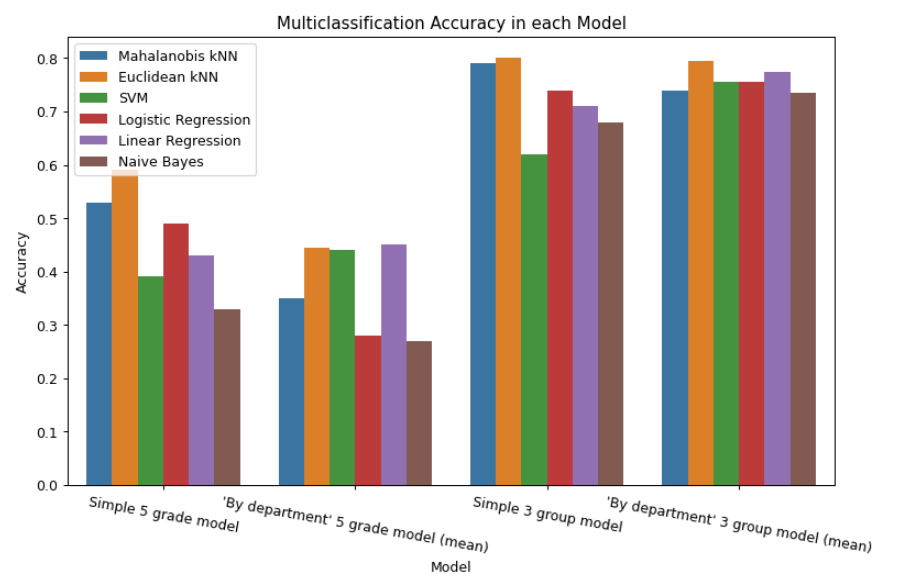 Multiclassification Accuracy in each Model
Mahalanobis kNN
Euclidean kNN
SVM
Logistic Regression
Linear Regression
Naive Bayes
Accuracy
0.8
0.7
0.6
0.5
0.4
0.3
0.2
0.1
0.0
Simple 5 grade model
'By department' 5 grade model (mean)
Simple 3 group model
'By department' 3 group model (mean)
Model